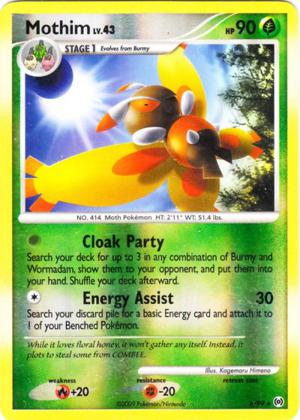 Mothim LV.43 HP 90
STAGE 1 Evolves from Burmy
NO. 414 Moth Pokémon HT: 2'11" WT: 51.4 lbs.
Cloak Party
Search your deck for up to 3 in any combination of Burmy and
Wormadam, show them to your opponent, and put them into
your hand. Shuffle your deck afterward.
Energy Assist 30
Search your discard pile for a basic Energy card and attach it to
1 of your Benched Pokémon.
While it loves floral honey, it won't gather any itself. Instead, it
plots to steal some from COMBEE.
Illus. Kagemaru Himeno
weakness resistance retreat cost
+20 -20
©2009 Pokémon/Nintendo